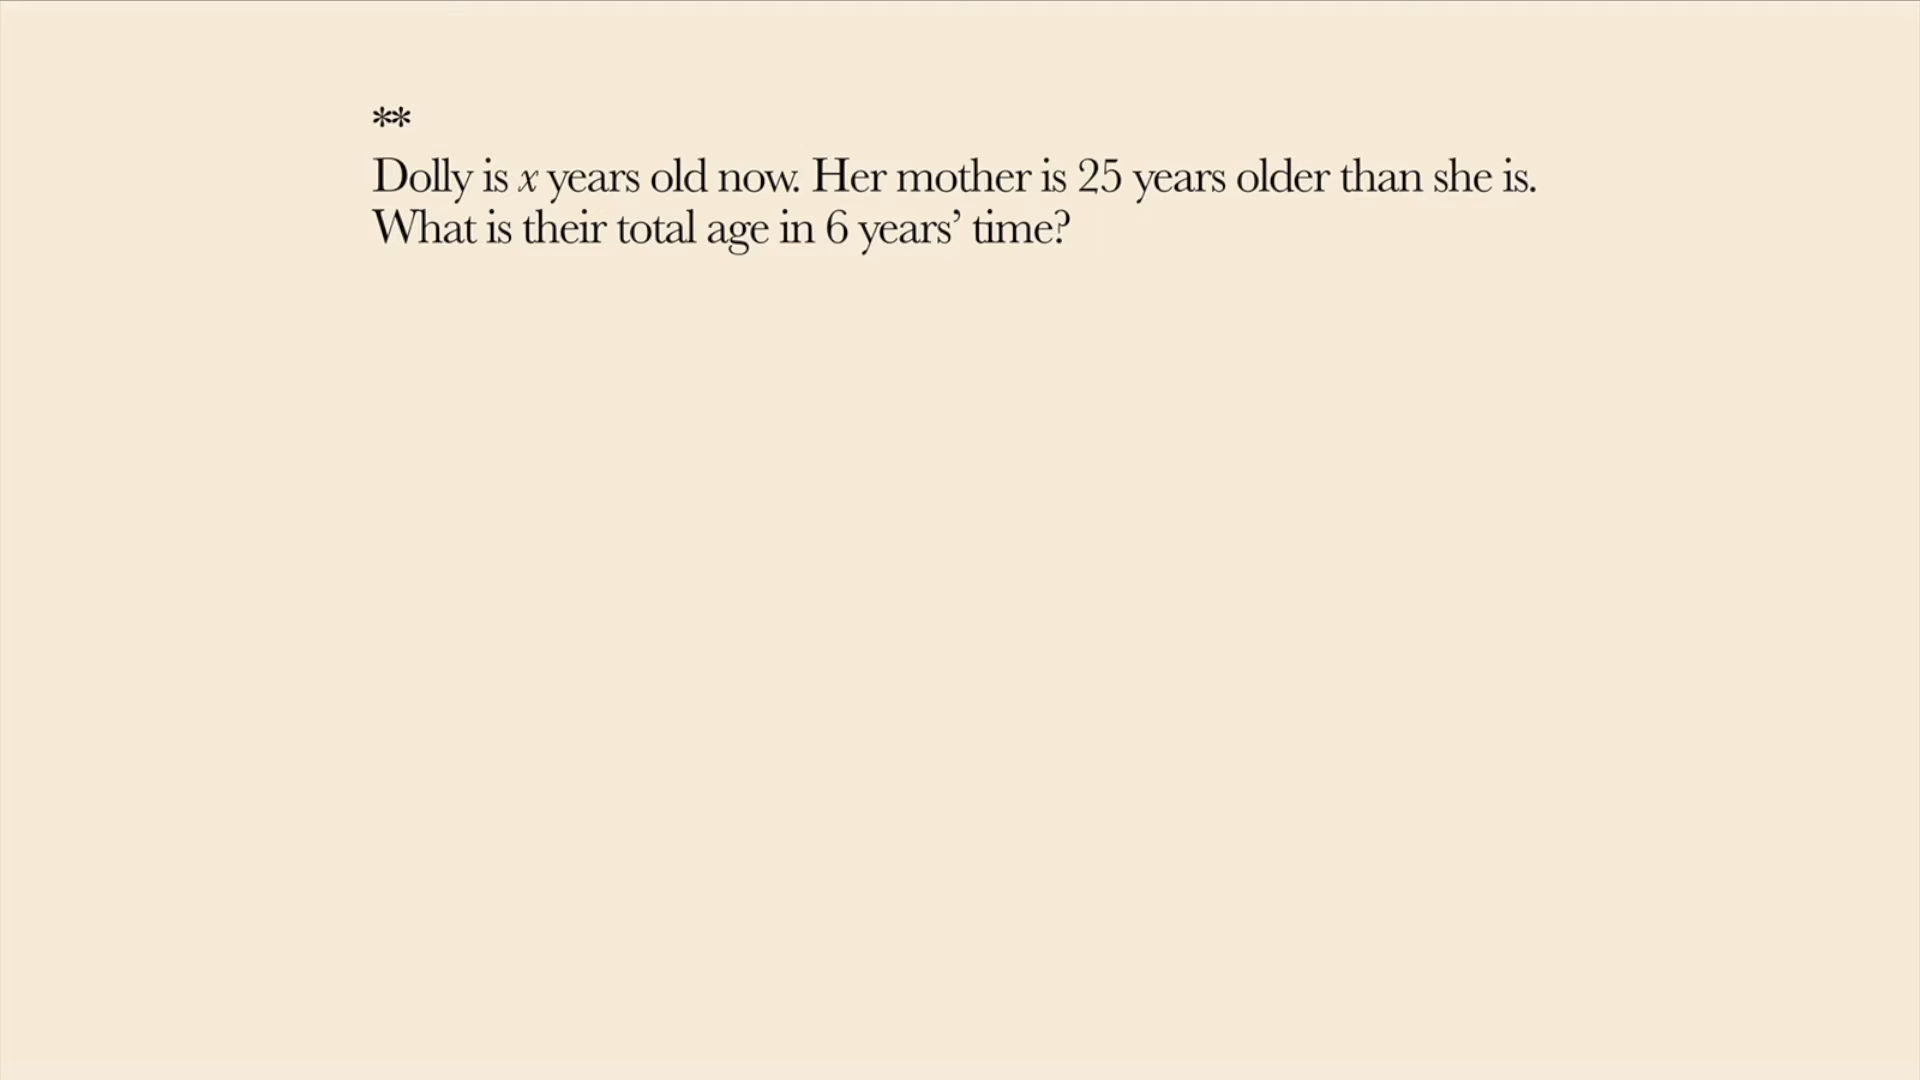 **
Dolly is x years old now. Her mother is 25 years older than she is.
What is their total age in 6 years’ time?